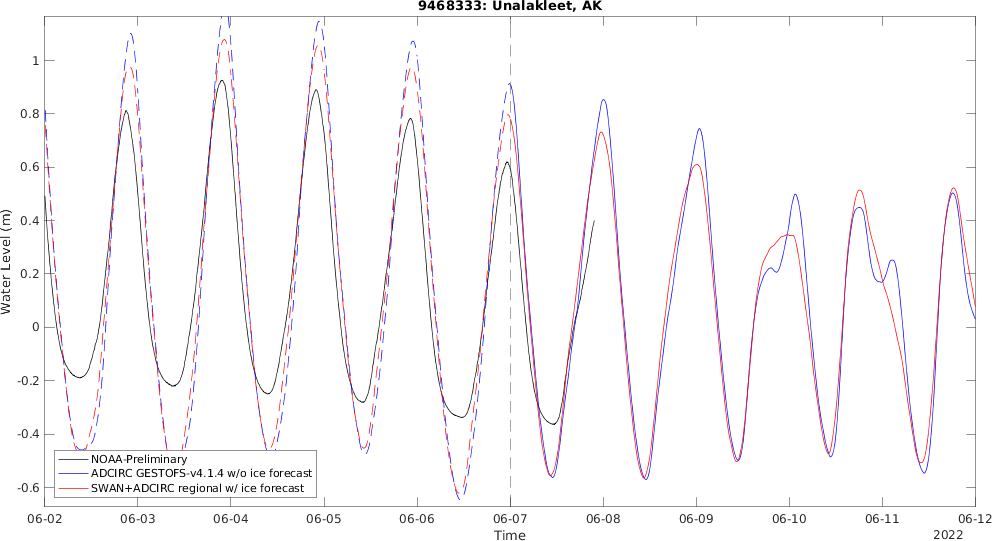 9468333: Unalakleet, AK
Water Level (m)
1
0.8
0.6
0.4
0.2
0
-0.2
-0.4
-0.6
NOAA-Preliminary
ADCIRC GESTOFS-v4.1.4 w/o ice forecast
SWAN+ADCIRC regional w/ ice forecast
06-02 06-03 06-04 06-05 06-06 06-07 06-08 06-09 06-10 06-11 06-12
Time
2022